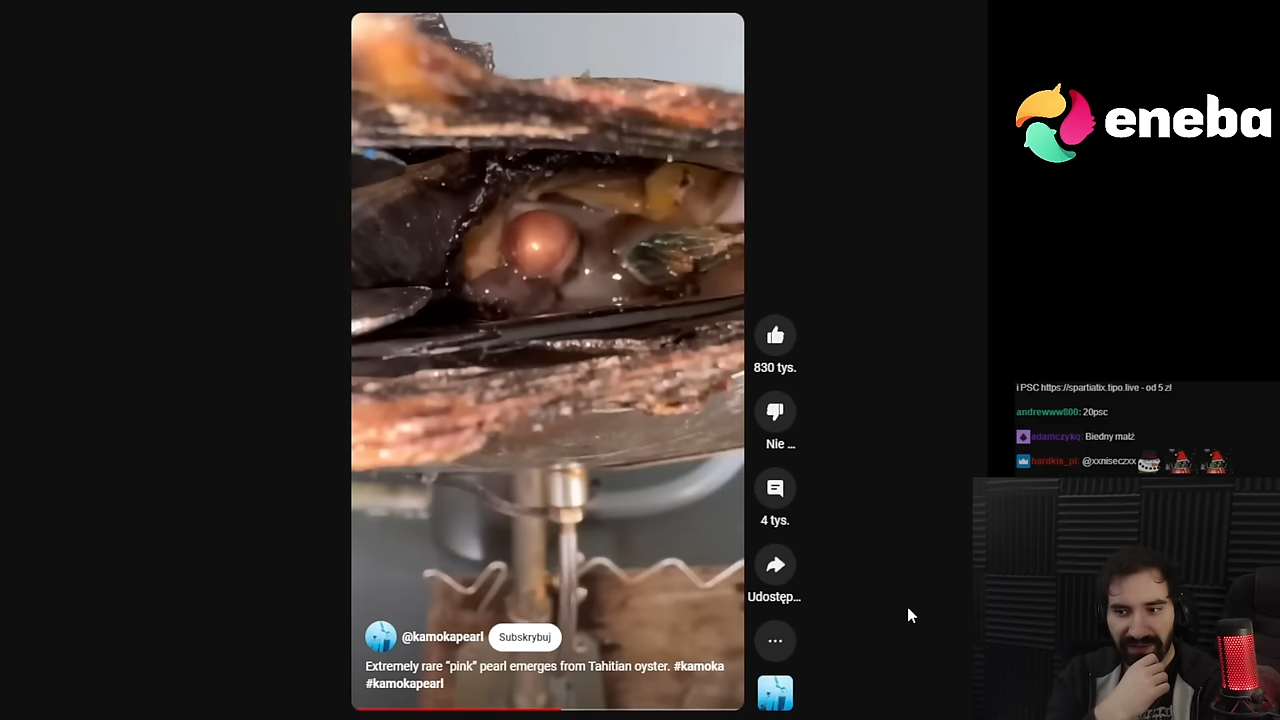 eneba
830 tys.
Nie ...
4 tys.
Udostęp...
i PSC https://spartiatix.tipo.live - od 5 zł
andrewww800: 20psc
adamczykq: Biedny małż
hardkis_pl: @xxniseczxx
@kamokapearl
Subskrybuj
Extremely rare “pink” pearl emerges from Tahitian oyster. #kamoka
#kamokapearl